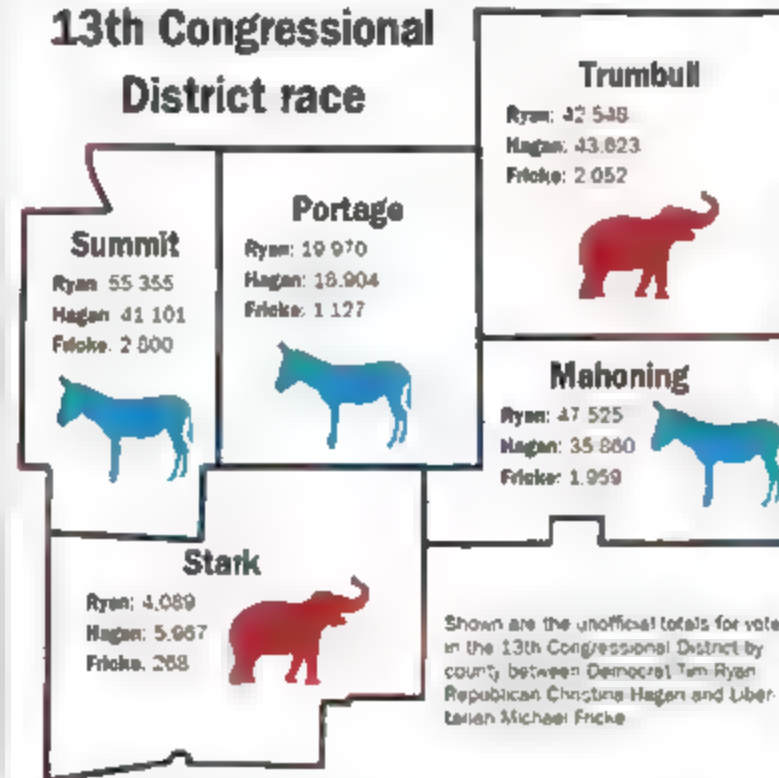 13th Congressional
District race
Trumbull
Ryan: 42,548
Hagan: 43,623
Fricke: 2,052
Portage
Ryan: 19,970
Hagan: 18,904
Fricke: 1,127
Summit
Ryan: 55,355
Hagan: 41,101
Fricke: 2,800
Mahoning
Ryan: 47,525
Hagan: 35,860
Fricke: 1,959
Stark
Ryan: 4,089
Hagan: 5,967
Fricke: 268
Shown are the unofficial totals for vote
in the 13th Congressional District by
county between Democrat Tim Ryan
Republican Christina Hagan and Liber-
tarian Michael Fricke